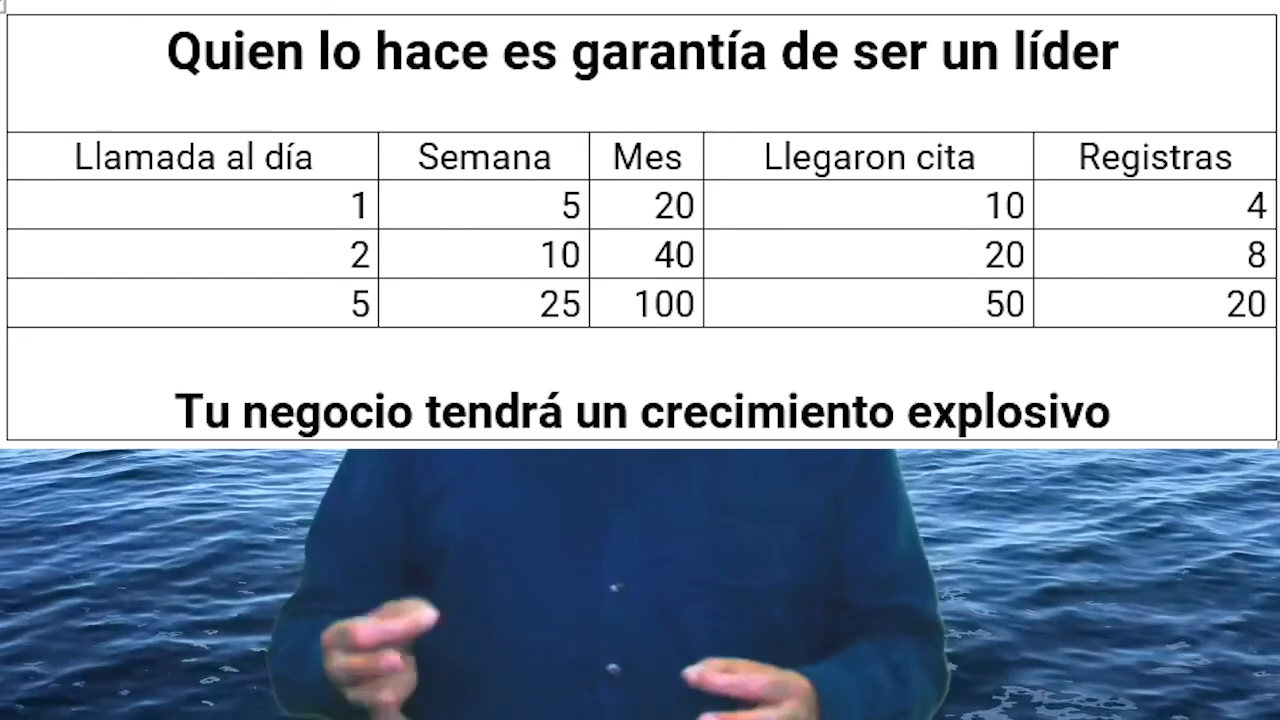 Quien lo hace es garantía de ser un líder
Llamada al día Semana Mes Llegaron cita Registras
1 5 20 10 4
2 10 40 20 8
5 25 100 50 20
Tu negocio tendrá un crecimiento explosivo